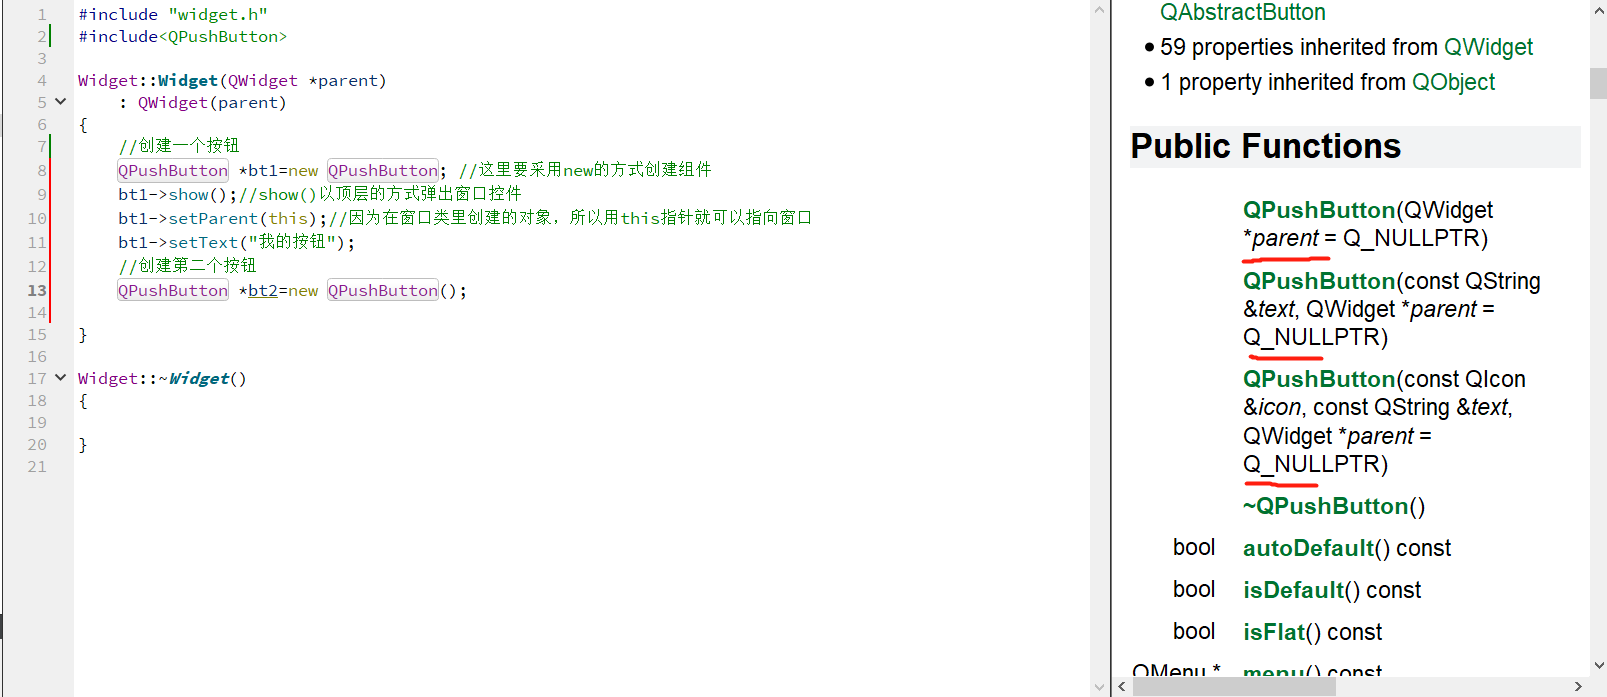 1 #include "widget.h"
2 #include<QPushButton>
3
4 Widget::Widget(QWidget *parent)
5 : QWidget(parent)
6 {
7 //创建一个按钮
8 QPushButton *bt1=new QPushButton; //这里要采用new的方式创建组件
9 bt1->show();//show()以顶层的方式弹出窗口控件
10 bt1->setParent(this);//因为在窗口类里创建的对象，所以用this指针就可以指向窗口
11 bt1->setText("我的按钮");
12 //创建第二个按钮
13 QPushButton *bt2=new QPushButton();
14
15 }
16
17 Widget::~Widget()
18 {
19
20 }
21
QAbstractButton
• 59 properties inherited from QWidget
• 1 property inherited from QObject
Public Functions
QPushButton(QWidget
*parent = Q_NULLPTR)
QPushButton(const QString
&text, QWidget *parent =
Q_NULLPTR)
QPushButton(const QIcon
&icon, const QString &text,
QWidget *parent =
Q_NULLPTR)
~QPushButton()
bool autoDefault() const
bool isDefault() const
bool isFlat() const
QMenu * menu() const